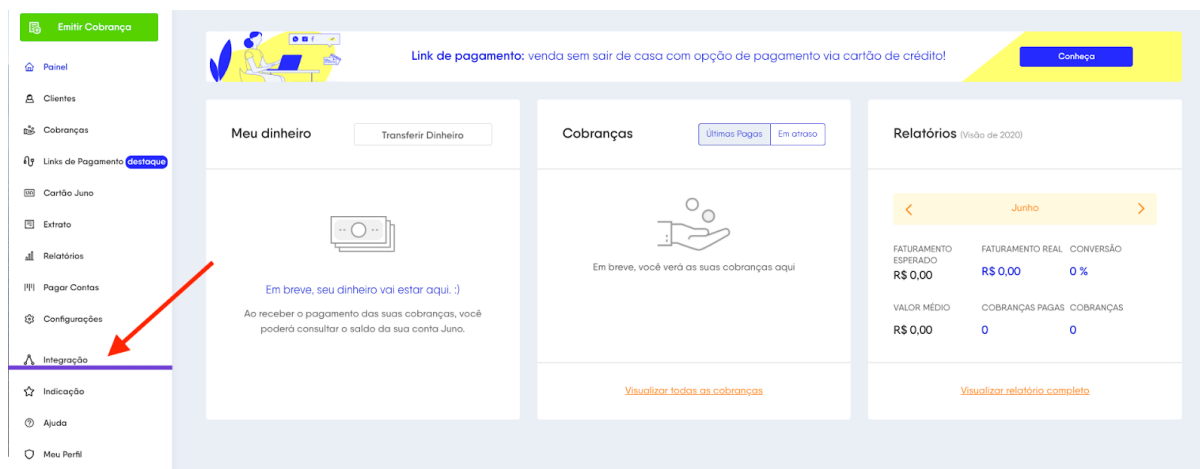 Emitir Cobrança
Painel
Clientes
Cobranças
Links de Pagamento destaque
Cartão Juno
Extrato
Relatórios
Pagar Contas
Configurações
Integração
Indicação
Ajuda
Meu Perfil
Link de pagamento: venda sem sair de casa com opção de pagamento via cartão de crédito!
Conheça
Meu dinheiro
Transferir Dinheiro
Em breve, seu dinheiro vai estar aqui. :)
Ao receber o pagamento das suas cobranças, você
poderá consultar o saldo da sua conta Juno.
Cobranças
Últimas Pagas
Em atraso
Em breve, você verá as suas cobranças aqui
Visualizar todas as cobranças
Relatórios (Visão de 2020)
Junho
FATURAMENTO
ESPERADO
R$ 0,00
FATURAMENTO REAL
R$ 0,00
CONVERSÃO
0 %
VALOR MÉDIO
R$ 0,00
COBRANÇAS PAGAS
0
COBRANÇAS
0
Visualizar relatório completo